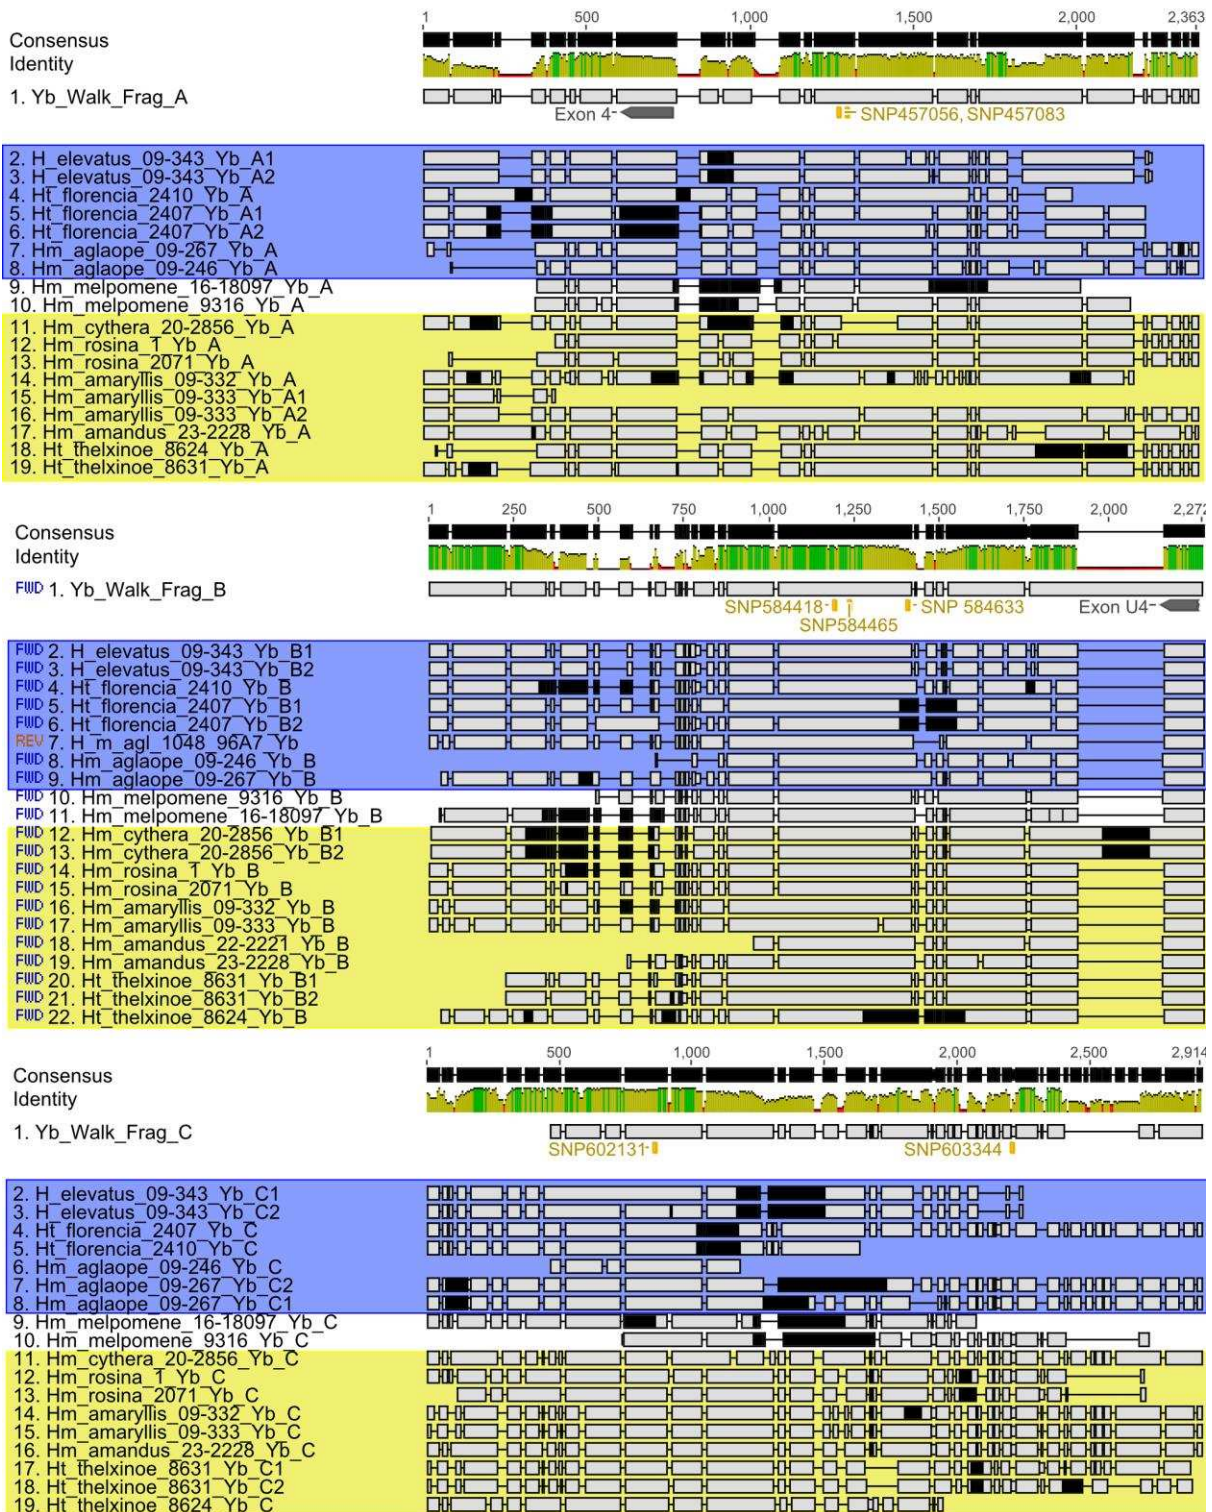 1 500 1,000 1,500 2,000 2,363
Consensus
Identity
1. Yb_Walk_Frag_A
Exon 4 SNP457056, SNP457083
2. H_elevatus_09-343_Yb_A1
3. H_elevatus_09-343_Yb_A2
4. Ht_florencia_2410_Yb_A
5. Ht_florencia_2407_Yb_A1
6. Ht_florencia_2407_Yb_A2
7. Hm_aglaope_09-267_Yb_A
8. Hm_aglaope_09-246_Yb_A
9. Hm_melpomene_16-18097_Yb_A
10. Hm_melpomene_9316_Yb_A
11. Hm_cythera_20-2856_Yb_A
12. Hm_rosina_1_Yb_A
13. Hm_rosina_2071_Yb_A
14. Hm_amaryllis_09-332_Yb_A
15. Hm_amaryllis_09-333_Yb_A1
16. Hm_amaryllis_09-333_Yb_A2
17. Hm_amandus_23-2228_Yb_A
18. Ht_thelxinoe_8624_Yb_A
19. Ht_thelxinoe_8631_Yb_A
1 250 500 750 1,000 1,250 1,500 1,750 2,000 2,272
Consensus
Identity
FWD 1. Yb_Walk_Frag_B
SNP584418 SNP 584633 Exon U4
SNP584465
FWD 2. H_elevatus_09-343_Yb_B1
FWD 3. H_elevatus_09-343_Yb_B2
FWD 4. Ht_florencia_2410_Yb_B
FWD 5. Ht_florencia_2407_Yb_B1
FWD 6. Ht_florencia_2407_Yb_B2
REV 7. H_m_agl_1048_96A7_Yb
FWD 8. Hm_aglaope_09-246_Yb_B
FWD 9. Hm_aglaope_09-267_Yb_B
FWD 10. Hm_melpomene_9316_Yb_B
FWD 11. Hm_melpomene_16-18097_Yb_B
FWD 12. Hm_cythera_20-2856_Yb_B1
FWD 13. Hm_cythera_20-2856_Yb_B2
FWD 14. Hm_rosina_1_Yb_B
FWD 15. Hm_rosina_2071_Yb_B
FWD 16. Hm_amaryllis_09-332_Yb_B
FWD 17. Hm_amaryllis_09-333_Yb_B
FWD 18. Hm_amandus_22-2221_Yb_B
FWD 19. Hm_amandus_23-2228_Yb_B
FWD 20. Ht_thelxinoe_8631_Yb_B1
FWD 21. Ht_thelxinoe_8631_Yb_B2
FWD 22. Ht_thelxinoe_8624_Yb_B
1 500 1,000 1,500 2,000 2,500 2,914
Consensus
Identity
1. Yb_Walk_Frag_C
SNP602131 SNP603344
2. H_elevatus_09-343_Yb_C1
3. H_elevatus_09-343_Yb_C2
4. Ht_florencia_2407_Yb_C
5. Ht_florencia_2410_Yb_C
6. Hm_aglaope_09-246_Yb_C
7. Hm_aglaope_09-267_Yb_C2
8. Hm_aglaope_09-267_Yb_C1
9. Hm_melpomene_16-18097_Yb_C
10. Hm_melpomene_9316_Yb_C
11. Hm_cythera_20-2856_Yb_C
12. Hm_rosina_1_Yb_C
13. Hm_rosina_2071_Yb_C
14. Hm_amaryllis_09-332_Yb_C
15. Hm_amaryllis_09-333_Yb_C
16. Hm_amandus_23-2228_Yb_C
17. Ht_thelxinoe_8631_Yb_C1
18. Ht_thelxinoe_8631_Yb_C2
19. Ht_thelxinoe_8624_Yb_C